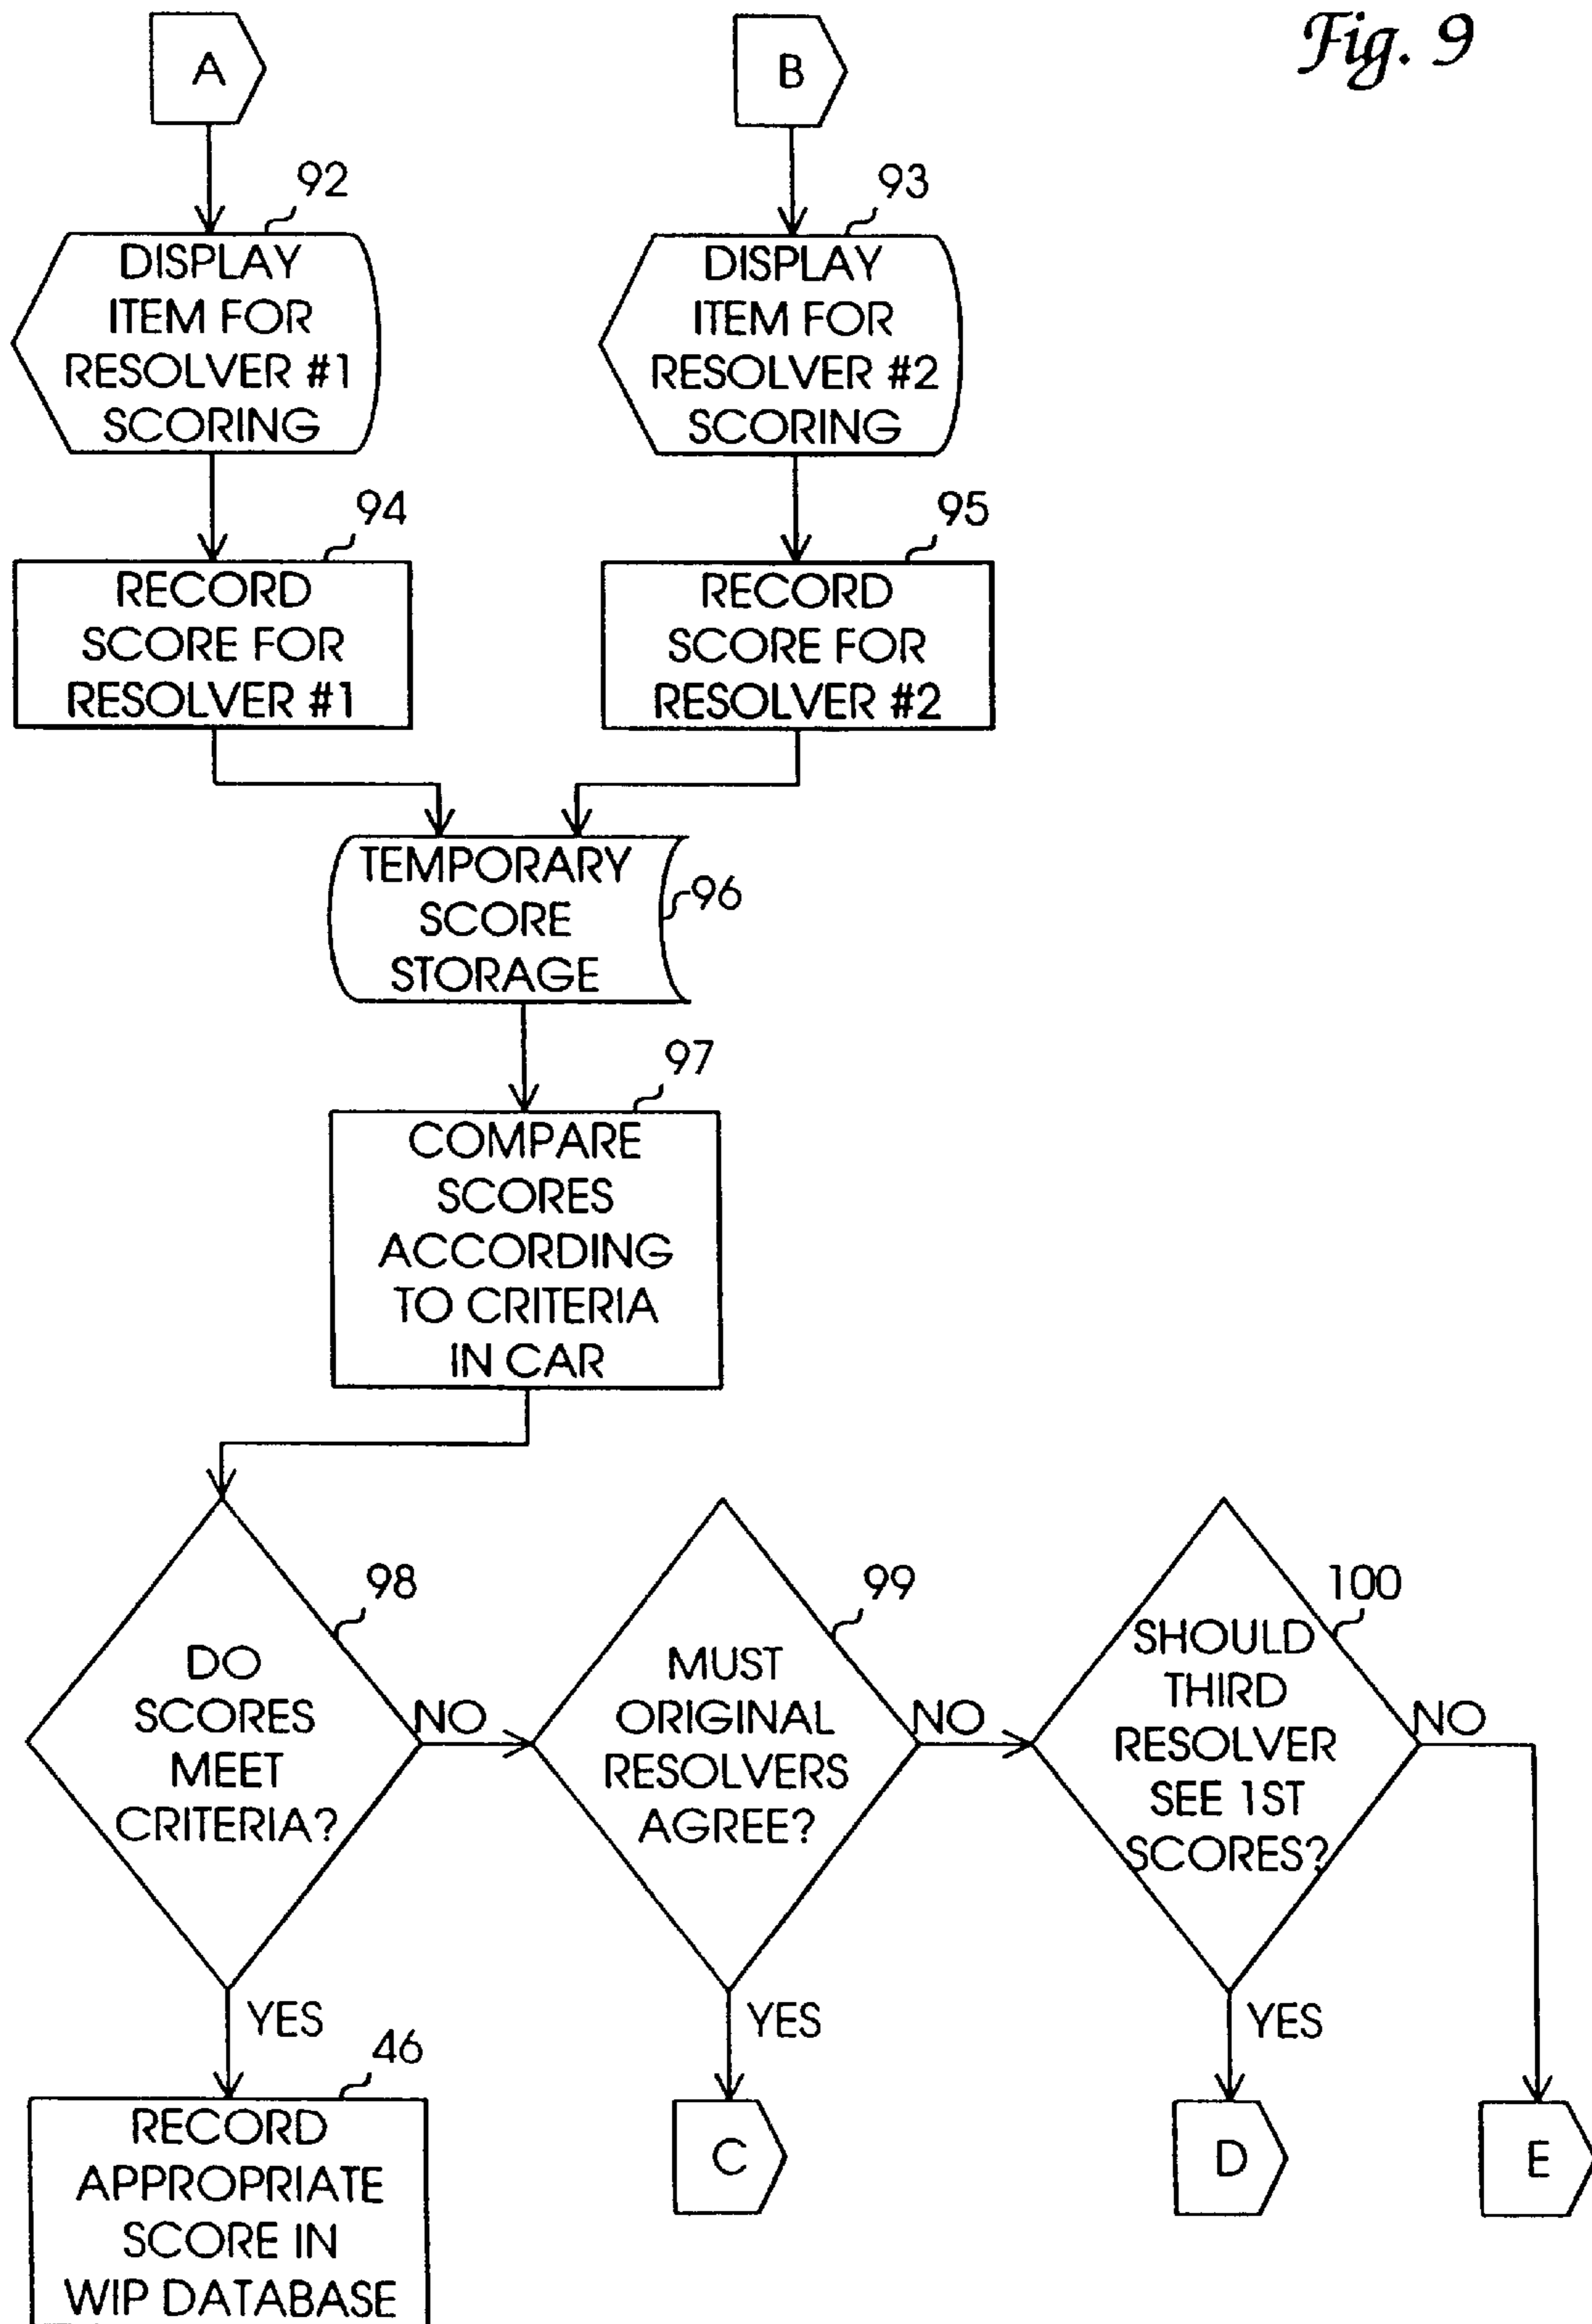 Fig. 9
A
B
92
93
DISPLAY
ITEM FOR
RESOLVER #1
SCORING
DISPLAY
ITEM FOR
RESOLVER #2
SCORING
94
95
RECORD
SCORE FOR
RESOLVER #1
RECORD
SCORE FOR
RESOLVER #2
TEMPORARY
SCORE
STORAGE
96
97
COMPARE
SCORES
ACCORDING
TO CRITERIA
IN CAR
98
DO
SCORES
MEET
CRITERIA?
NO
99
MUST
ORIGINAL
RESOLVERS
AGREE?
NO
100
SHOULD
THIRD
RESOLVER
SEE 1ST
SCORES?
NO
YES
YES
YES
46
RECORD
APPROPRIATE
SCORE IN
WIP DATABASE
C
D
E